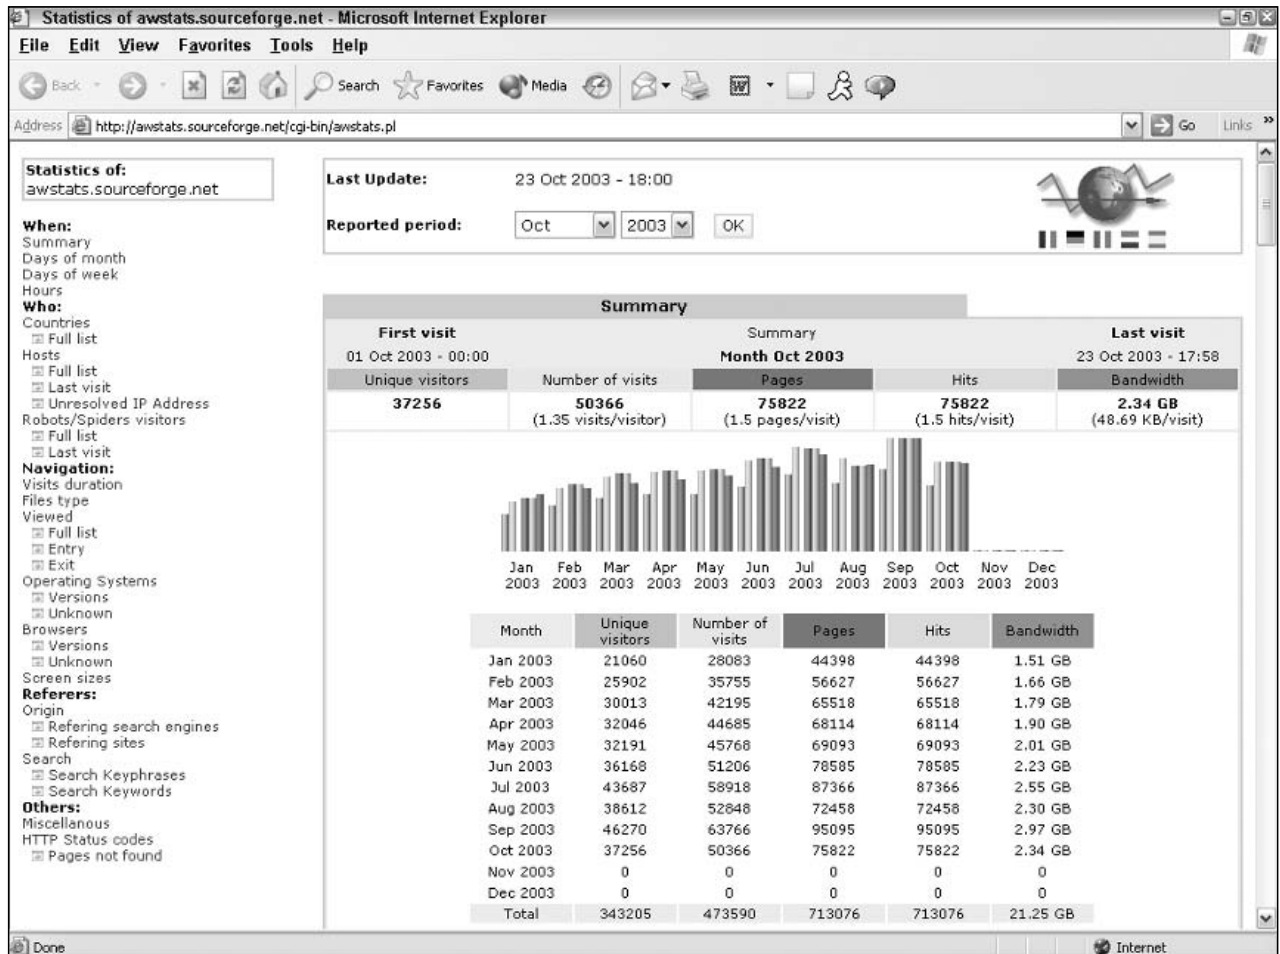 Statistics of awstats.sourceforge.net - Microsoft Internet Explorer
File Edit View Favorites Tools Help
Back Search Favorites Media
Address http://awstats.sourceforge.net/cgi-bin/awstats.pl Go Links »
Statistics of:
awstats.sourceforge.net
When:
Summary
Days of month
Days of week
Hours
Who:
Countries
Full list
Hosts
Full list
Last visit
Unresolved IP Address
Robots/Spiders visitors
Full list
Last visit
Navigation:
Visits duration
Files type
Viewed
Full list
Entry
Exit
Operating Systems
Versions
Unknown
Browsers
Versions
Unknown
Screen sizes
Referers:
Origin
Refering search engines
Refering sites
Search
Search Keyphrases
Search Keywords
Others:
Miscellanous
HTTP Status codes
Pages not found
Last Update: 23 Oct 2003 - 18:00
Reported period: Oct 2003 OK
Summary
First visit Summary Last visit
01 Oct 2003 - 00:00 Month Oct 2003 23 Oct 2003 - 17:58
Unique visitors Number of visits Pages Hits Bandwidth
37256 50366 75822 75822 2.34 GB
(1.35 visits/visitor) (1.5 pages/visit) (1.5 hits/visit) (48.69 KB/visit)
Jan Feb Mar Apr May Jun Jul Aug Sep Oct Nov Dec
2003 2003 2003 2003 2003 2003 2003 2003 2003 2003 2003 2003
Month Unique visitors Number of visits Pages Hits Bandwidth
Jan 2003 21060 28083 44398 44398 1.51 GB
Feb 2003 25902 35755 56627 56627 1.66 GB
Mar 2003 30013 42195 65518 65518 1.79 GB
Apr 2003 32046 44685 68114 68114 1.90 GB
May 2003 32191 45768 69093 69093 2.01 GB
Jun 2003 36168 51206 78585 78585 2.23 GB
Jul 2003 43687 58918 87366 87366 2.55 GB
Aug 2003 38612 52848 72458 72458 2.30 GB
Sep 2003 46270 63766 95095 95095 2.97 GB
Oct 2003 37256 50366 75822 75822 2.34 GB
Nov 2003 0 0 0 0 0
Dec 2003 0 0 0 0 0
Total 343205 473590 713076 713076 21.25 GB
Done Internet